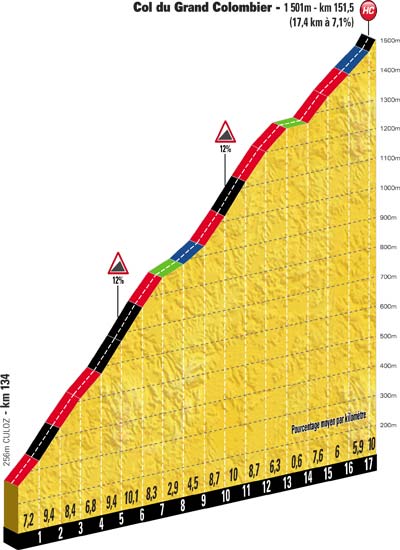 Col du Grand Colombier - 1 501m - km 151,5
(17,4 km à 7,1%)
HC
1500m
1400m
1300m
1200m
12%
1100m
1000m
900m
800m
12%
700m
600m
500m
400m
300m
200m
256m CULOZ - km 134
Pourcentage moyen par kilomètre
7,2 9,4 8,4 6,8 9,4 10,1 8,3 2,9 4,5 8,7 10 8,7 6,3 0,6 7,6 6 5,9 10
1 2 3 4 5 6 7 8 9 10 11 12 13 14 15 16 17